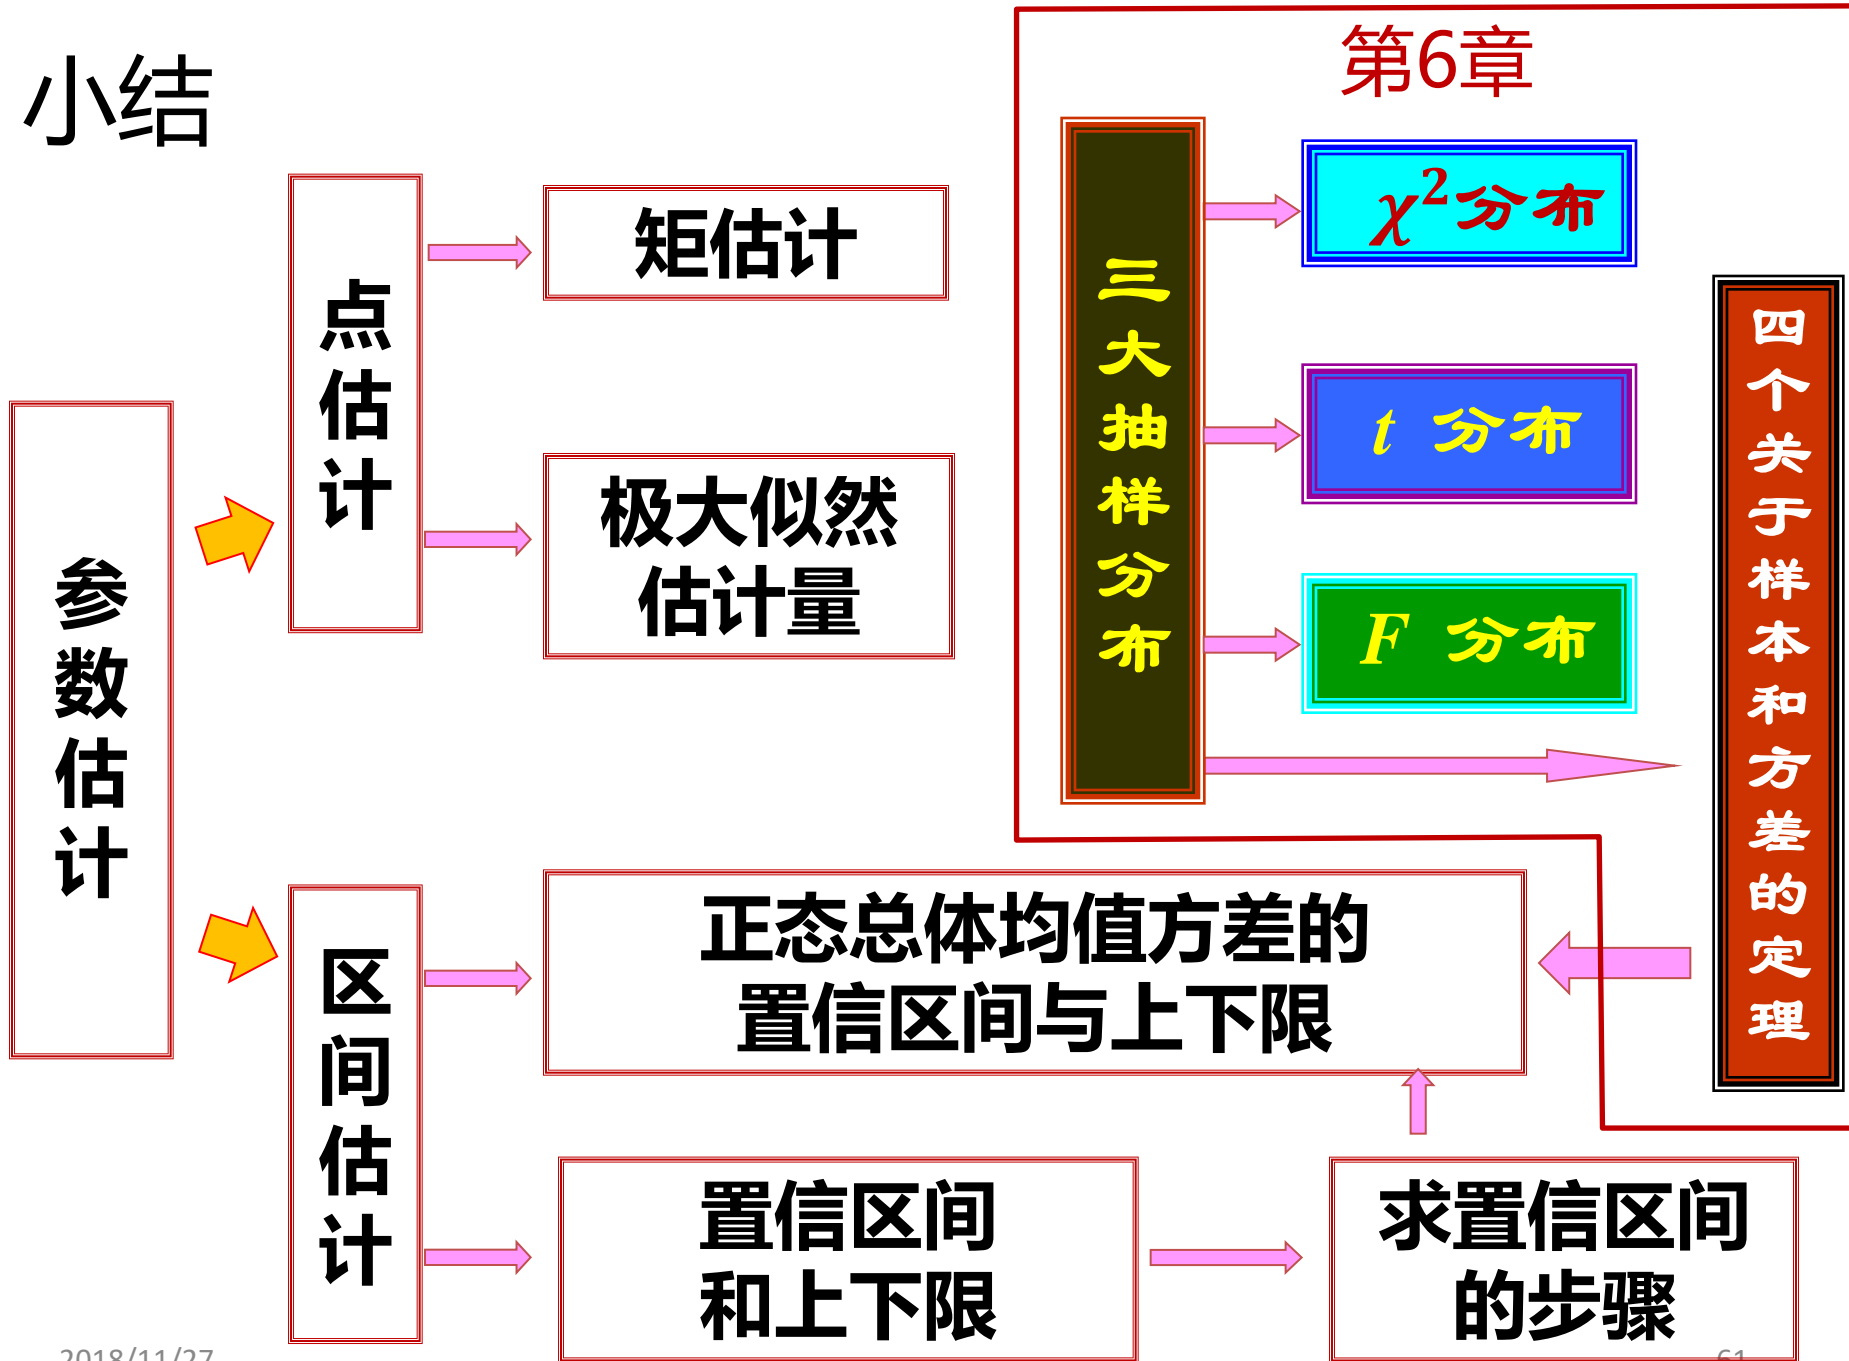 小结
第6章
参数估计
点估计
矩估计
极大似然
估计量
区间估计
正态总体均值方差的
置信区间与上下限
置信区间
和上下限
求置信区间
的步骤
三大抽样分布
χ²分布
t 分布
F 分布
四个关于样本和方差的定理
2018/11/27
61